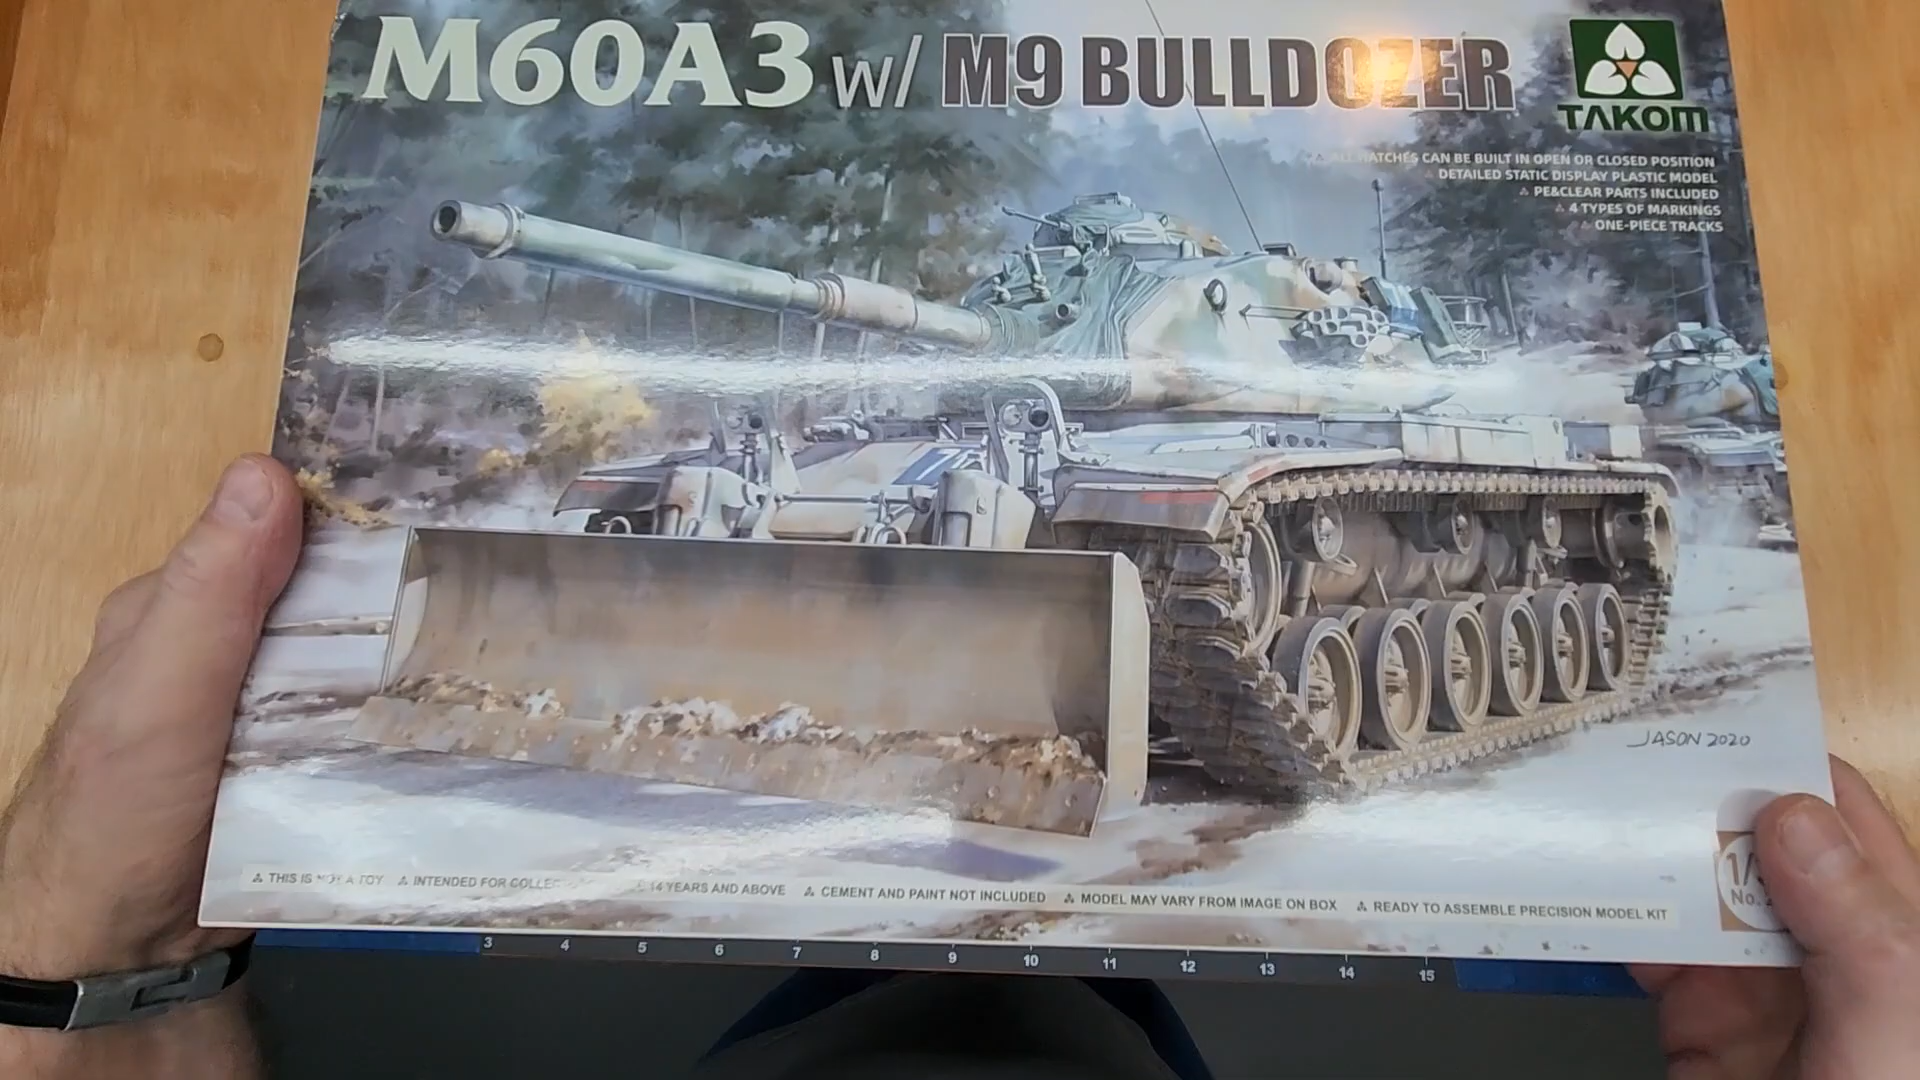 M60A3 w/ M9 BULLDOZER
TAKOM
ALL HATCHES CAN BE BUILT IN OPEN OR CLOSED POSITION
DETAILED STATIC DISPLAY PLASTIC MODEL
PE&CLEAR PARTS INCLUDED
4 TYPES OF MARKINGS
ONE-PIECE TRACKS
JASON 2020
THIS IS NOT A TOY INTENDED FOR 14 YEARS AND ABOVE CEMENT AND PAINT NOT INCLUDED MODEL MAY VARY FROM IMAGE ON BOX READY TO ASSEMBLE PRECISION MODEL KIT
No.
3 4 5 6 7 8 9 10 11 12 13 14 15